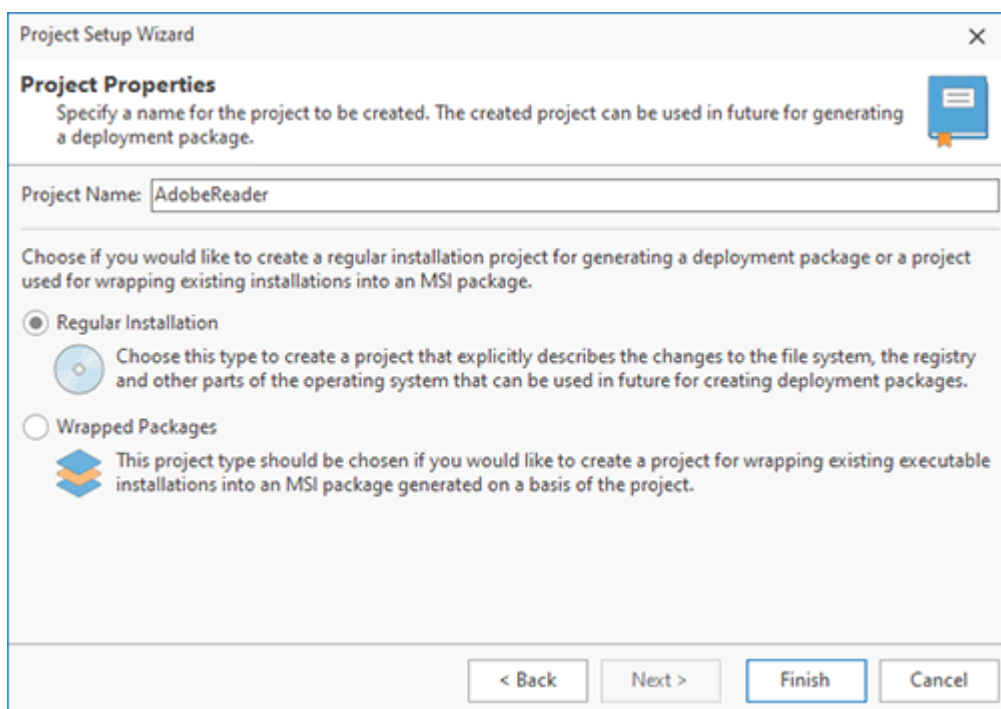 Project Setup Wizard
Project Properties
Specify a name for the project to be created. The created project can be used in future for generating
a deployment package.
Project Name: AdobeReader
Choose if you would like to create a regular installation project for generating a deployment package or a project
used for wrapping existing installations into an MSI package.
Regular Installation
Choose this type to create a project that explicitly describes the changes to the file system, the registry
and other parts of the operating system that can be used in future for creating deployment packages.
Wrapped Packages
This project type should be chosen if you would like to create a project for wrapping existing executable
installations into an MSI package generated on a basis of the project.
< Back Next > Finish Cancel